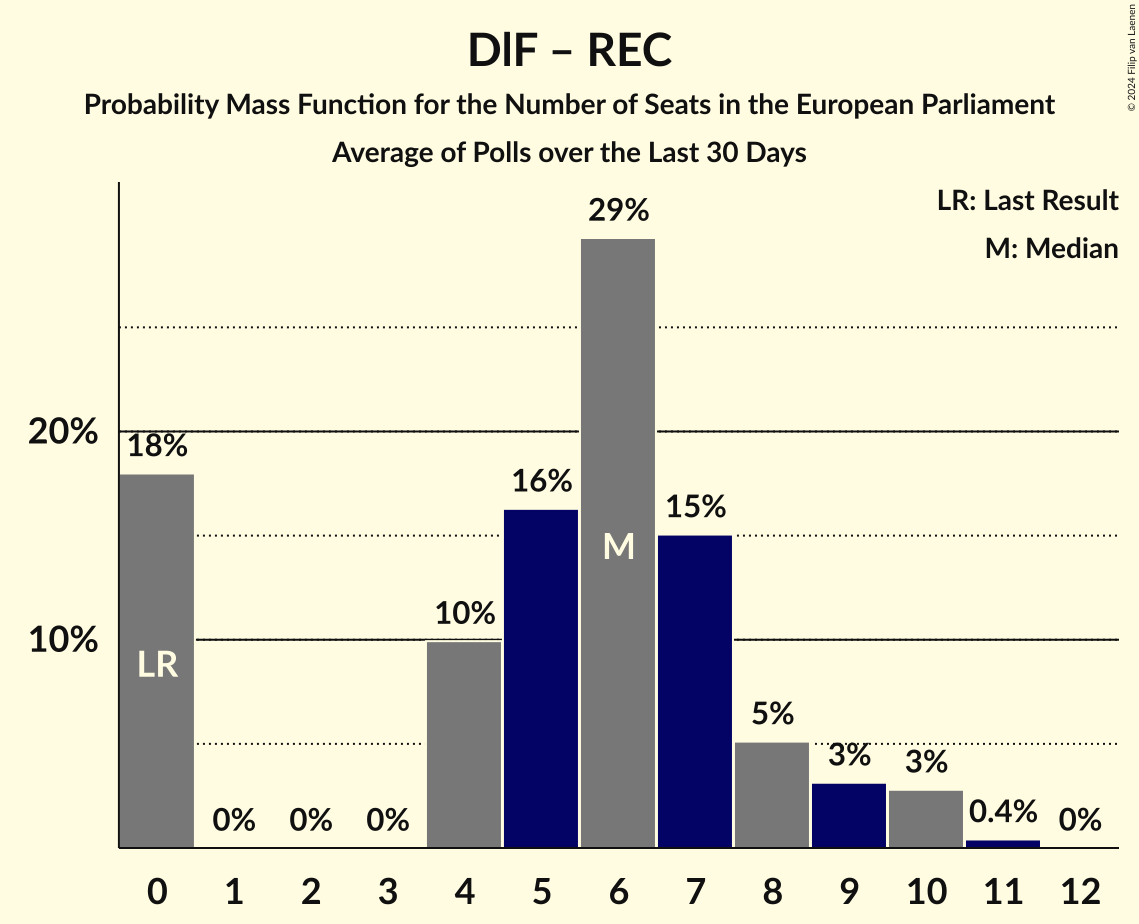 DIF – REC
Probability Mass Function for the Number of Seats in the European Parliament
Average of Polls over the Last 30 Days
© 2024 Filip van Laenen
LR: Last Result
M: Median
20%
10%
18%
0%
0%
0%
10%
16%
29%
15%
5%
3%
3%
0.4%
0%
LR
M
0 1 2 3 4 5 6 7 8 9 10 11 12